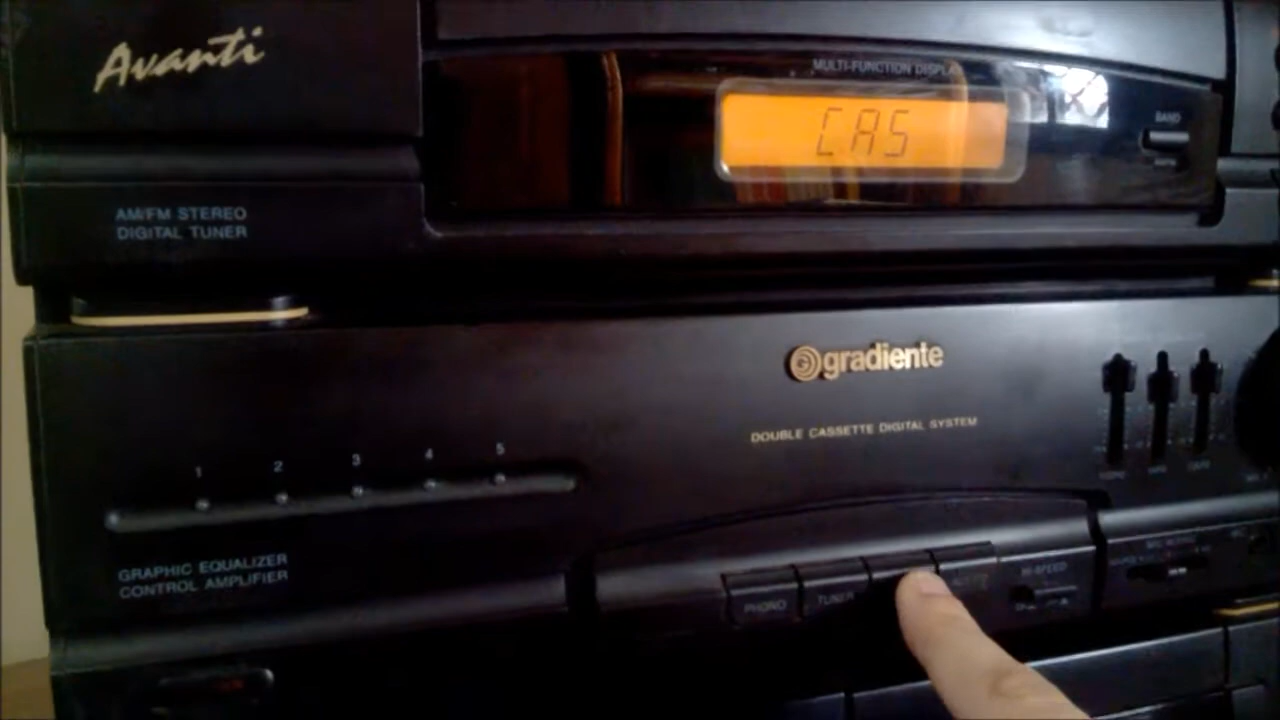 Avanti
MULTI-FUNCTION DISPLAY
CAS
BAND
AM/FM STEREO
DIGITAL TUNER
gradiente
DOUBLE CASSETTE DIGITAL SYSTEM
1 2 3 4 5
GRAPHIC EQUALIZER
CONTROL AMPLIFIER
PHONO
TUNER
HI-SPEED